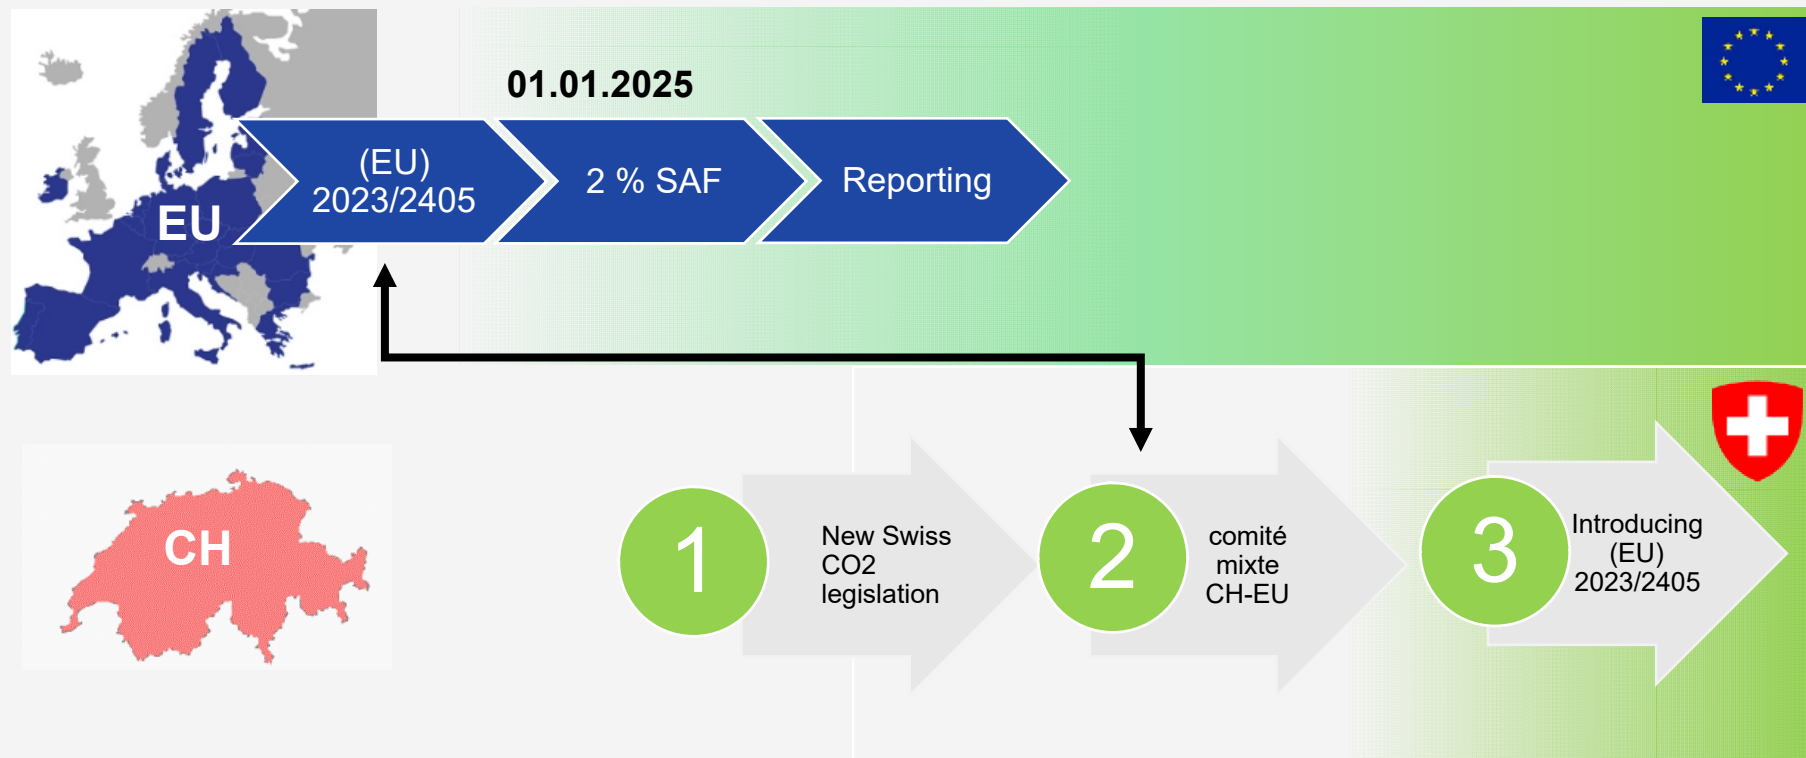 01.01.2025
EU
(EU)
2023/2405
2 % SAF
Reporting
CH
1
New Swiss
CO2
legislation
2
comité
mixte
CH-EU
3
Introducing
(EU)
2023/2405